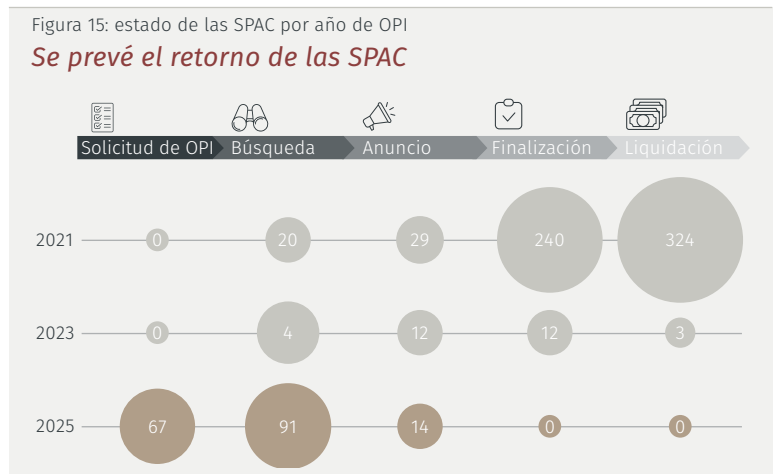 Figura 15: estado de las SPAC por año de OPI
Se prevé el retorno de las SPAC
Solicitud de OPI Búsqueda Anuncio Finalización Liquidación
2021 0 20 29 240 324
2023 0 4 12 12 3
2025 67 91 14 0 0